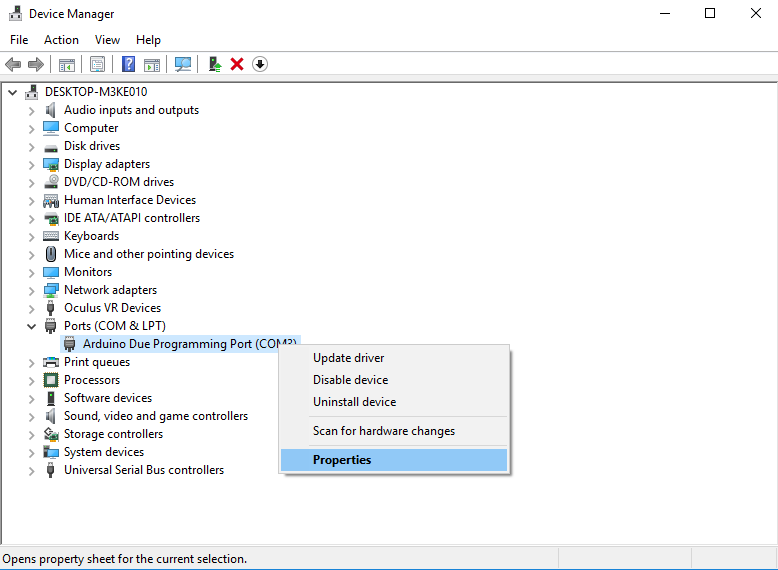 Device Manager
File Action View Help
DESKTOP-M3KE010
Audio inputs and outputs
Computer
Disk drives
Display adapters
DVD/CD-ROM drives
Human Interface Devices
IDE ATA/ATAPI controllers
Keyboards
Mice and other pointing devices
Monitors
Network adapters
Oculus VR Devices
Ports (COM & LPT)
Arduino Due Programming Port
Print queues
Processors
Software devices
Sound, video and game controllers
Storage controllers
System devices
Universal Serial Bus controllers
Update driver
Disable device
Uninstall device
Scan for hardware changes
Properties
Opens property sheet for the current selection.